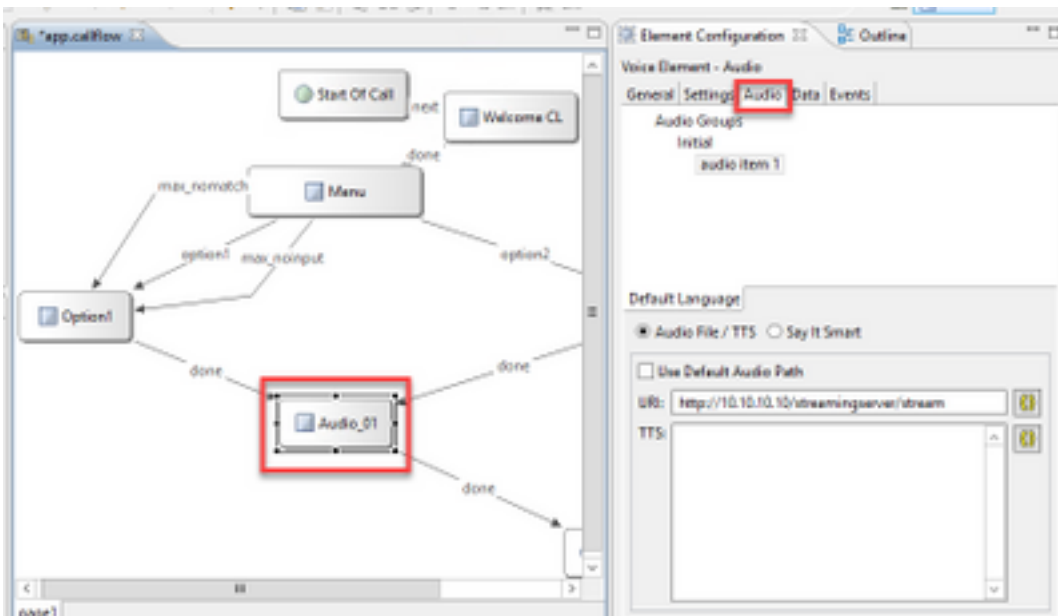 *app.callflow
Start Of Call
next
Welcome CL
done
Menu
max_nomatch
option1
max_noinput
option2
Option1
done
done
Audio_01
done
page1
Element Configuration
Outline
Voice Element - Audio
General Settings Audio Data Events
Audio Groups
Initial
audio item 1
Default Language
Audio File / TTS Say It Smart
Use Default Audio Path
URI: http://10.10.10.10/streamingserver/stream
TTS: